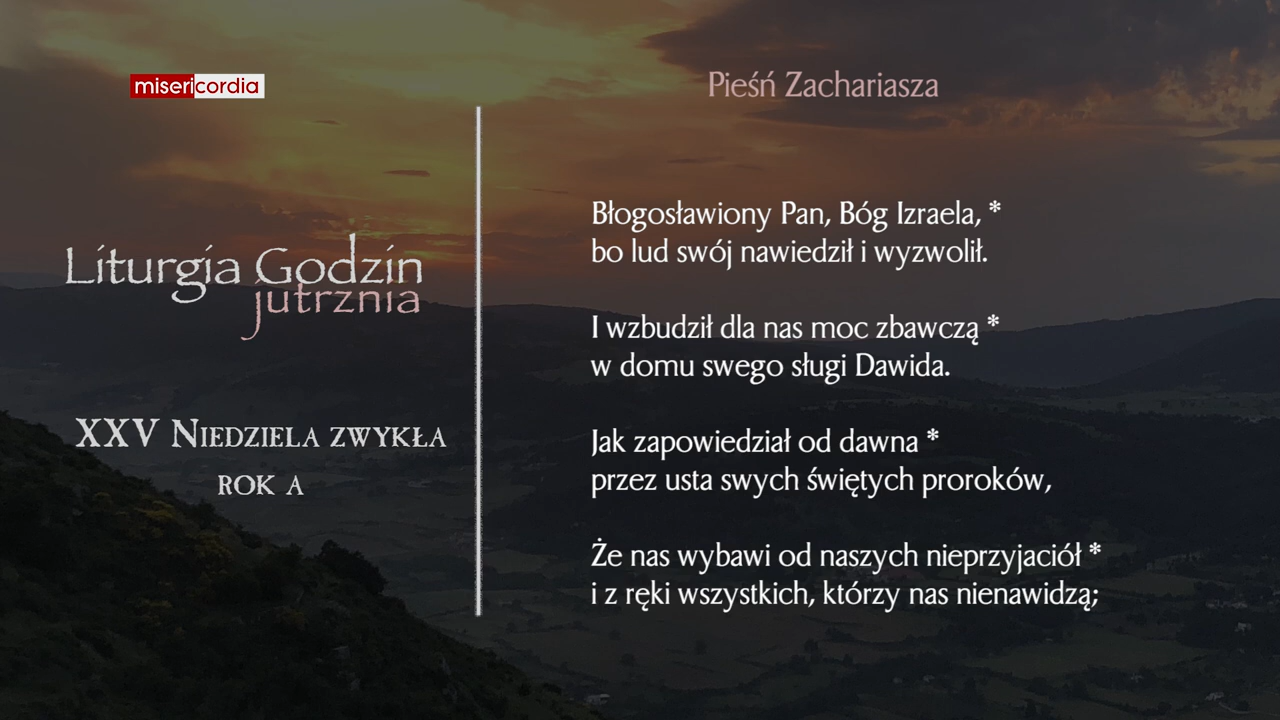 misericordia
Liturgia Godzin
jutrznia
XXV Niedziela zwykła
rok A
Pieśń Zachariasza
Błogosławiony Pan, Bóg Izraela, *
bo lud swój nawiedził i wyzwolił.
I wzbudził dla nas moc zbawczą *
w domu swego sługi Dawida.
Jak zapowiedział od dawna *
przez usta swych świętych proroków,
Że nas wybawi od naszych nieprzyjaciół *
i z ręki wszystkich, którzy nas nienawidzą;